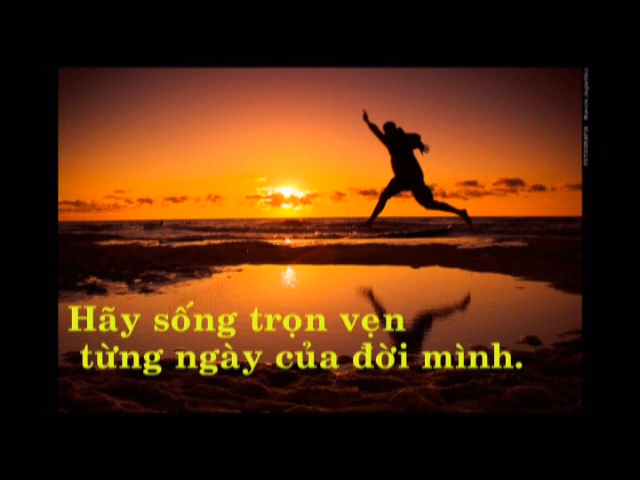 Hãy sống trọn vẹn
từng ngày của đời mình.